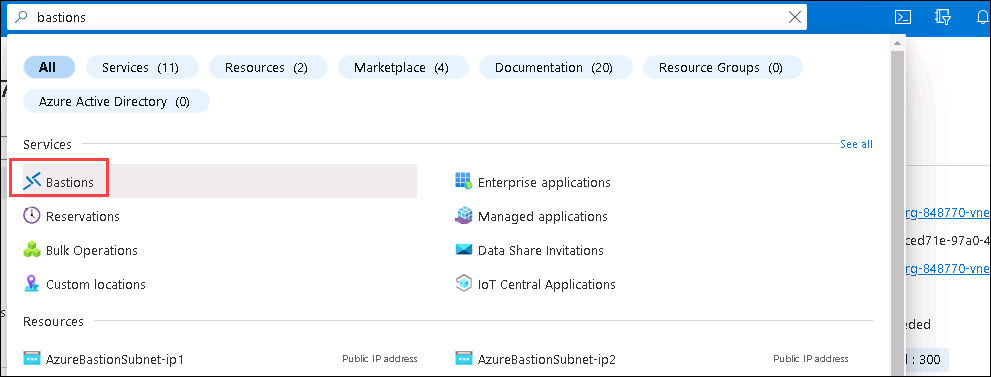 bastions
All Services (11) Resources (2) Marketplace (4) Documentation (20) Resource Groups (0)
Azure Active Directory (0)
Services See all
Bastions Enterprise applications
Reservations Managed applications
Bulk Operations Data Share Invitations
Custom locations IoT Central Applications
Resources
AzureBastionSubnet-ip1 Public IP address AzureBastionSubnet-ip2 Public IP address
rg-848770-vne
ced71e-97a0-4
rg-848770-vne
eded
: 300